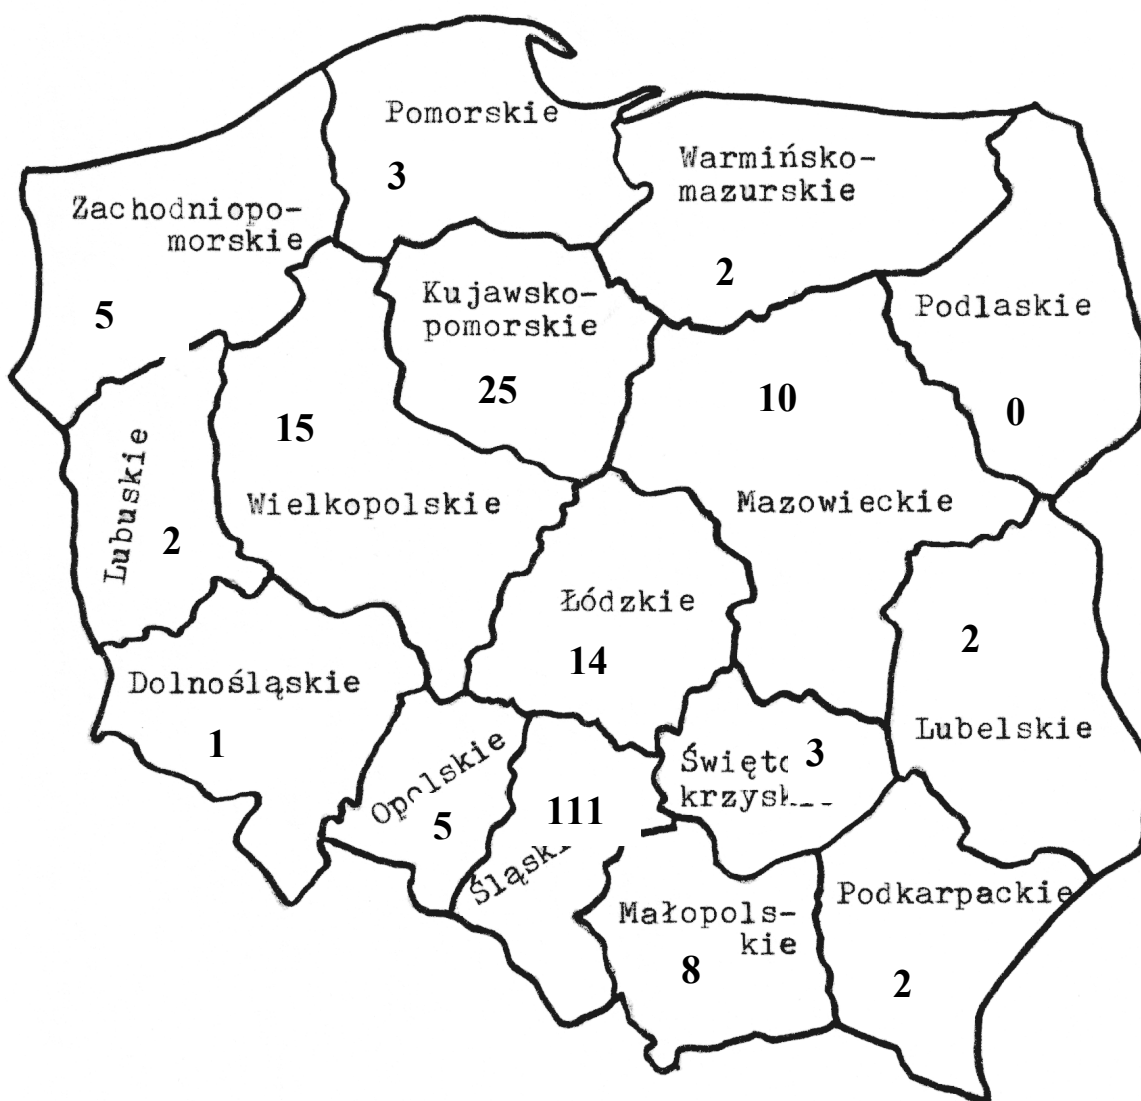 Pomorskie
3
Warmińsko-
mazurskie
2
Zachodniopo-
morskie
5
Kujawsko-
pomorskie
25
Podlaskie
0
10
Mazowieckie
15
Wielkopolskie
Lubuskie
2
Łódzkie
14
2
Lubelskie
Dolnośląskie
1
Opolskie
5
111
3
8
Małopols-
kie
Podkarpackie
2